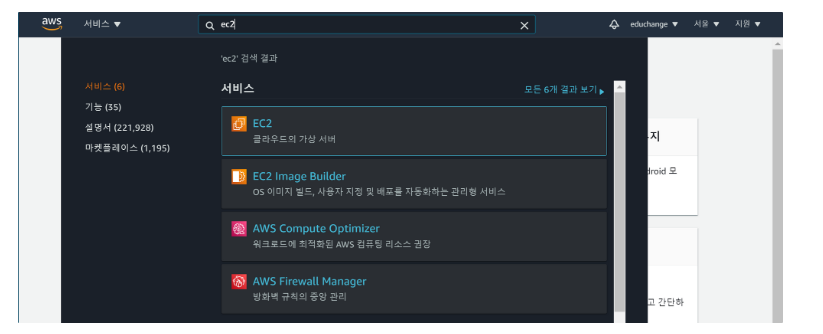 aws 서비스 ▼ ec2 × educhange ▼ 서울 ▼ 지원 ▼
'ec2' 검색 결과
서비스 (6)
기능 (35)
설명서 (221,928)
마켓플레이스 (1,195)
서비스 모든 6개 결과 보기 ▶
EC2
클라우드의 가상 서버
EC2 Image Builder
OS 이미지 빌드, 사용자 지정 및 배포를 자동화하는 관리형 서비스
AWS Compute Optimizer
워크로드에 최적화된 AWS 컴퓨팅 리소스 권장
AWS Firewall Manager
방화벽 규칙의 중앙 관리
지
droid 모
고 간단하